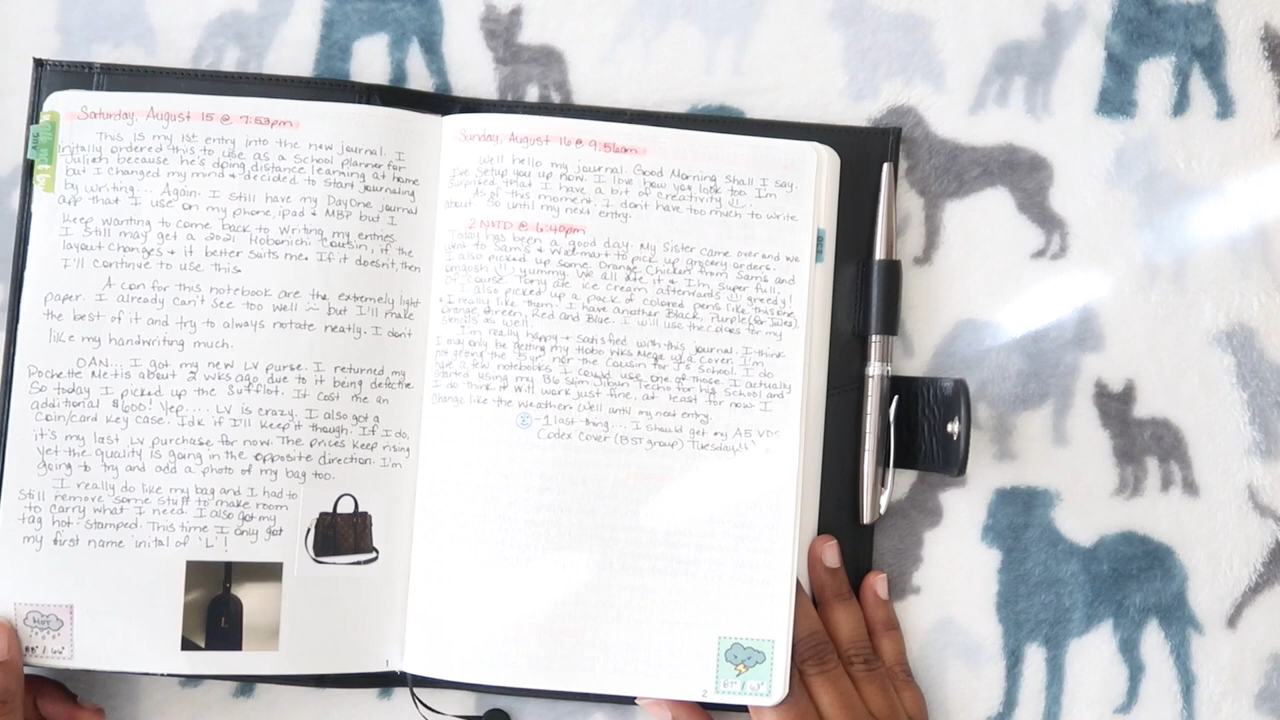 Saturday, August 15 @ 7:53pm
This is my 1st entry into the new journal. I
initally ordered this to use as a school planner for
Julien because he's doing distance learning at home
but I changed my mind & decided to start journaling
by writing... Again. I still have my DayOne journal
app that I use on my phone, ipad & MBP but I
keep wanting to come back to writing my entries.
I still may get a 2021 Hobonichi Cousin, if the
layout changes & it better suits me. If it doesn't, then
I'll continue to use this.
A con for this notebook are the extremely light
paper. I already can't see too well but I'll make
the best of it and try to always notate neatly. I don't
like my handwriting much.
OAN... I got my new LV purse. I returned my
Pochette Metis about 2 wks ago due to it being defective
So today I picked up the Sufflot. It cost me an
additional $600! Yep..... LV is crazy. I also got a
Coin/card key case. Idk if I'll keep it though. If I do,
it's my last LV purchase for now. The prices keep rising
yet the quality is going in the opposite direction. I'm
going to try and add a photo of my bag too.
I really do like my bag and I had to
still remove some stuff to make room
to carry what I need. I also got my
tag hot-stamped. This time I only got
my first name inital of 'L'!
L
HOT
88° / 66°
1
Sunday, August 16 @ 9:56am
Well hello my journal. Good Morning shall I say.
I've setup you up now. I love how you look too. I'm
surprised that I have a bit of creativity
As of this moment, I don't have too much to write
about. So until my next entry.
2NTD @ 6:40pm
Today has been a good day. My Sister came over and we
went to Sam's & Walmart to pick up grocery orders.
I also picked up some Orange Chicken from Sam's and
omgosh yummy. We all ate it & I'm super full.
Of course, Tony ate ice cream afterwards greedy!
I also picked up a pack of colored pens like this one
& I really like them. I have another Black, Purple (for Jules),
Orange, Green, Red and Blue. I will use the colors for my
emails as well.
I'm really happy & satisfied with this journal. I think
I may only be getting my Hobo Wks Mega w/a cover. I'm
not getting the 5yr. nor the Cousin for J's school. I do
have a few notebooks I could use one of those. I actually
started using my B6 Slim Jibun Techo for Nursing School and
I do think it will work just fine, at least for now I
change like the weather. Well until my next entry.
-1 last thing.... I should get my A5 VDS
Codex Cover (BST group) Tuesday
OCT
87° / 63°
2